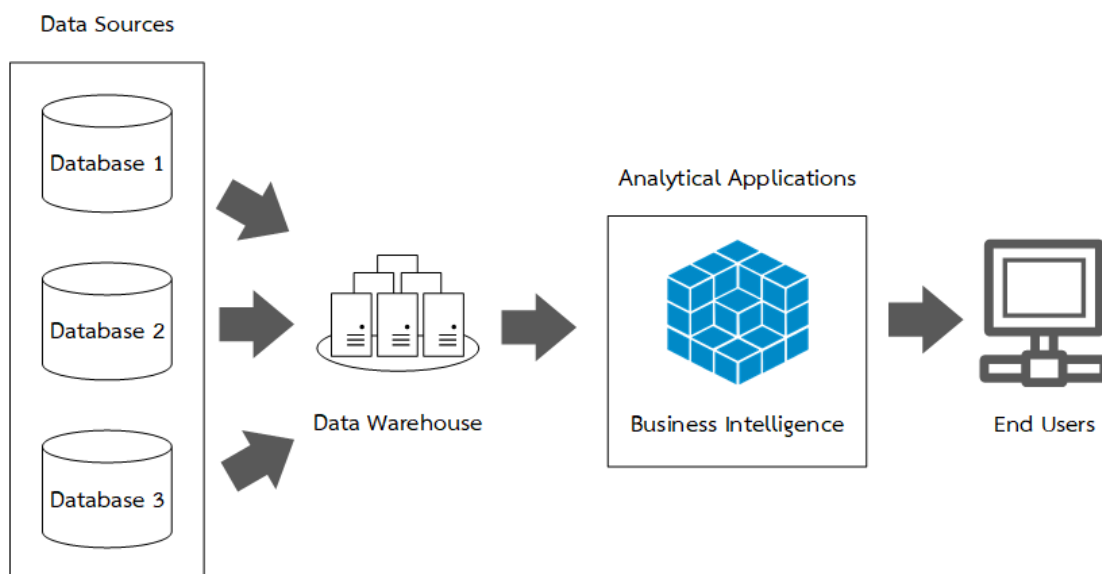 Data Sources
Database 1
Database 2
Database 3
Data Warehouse
Analytical Applications
Business Intelligence
End Users